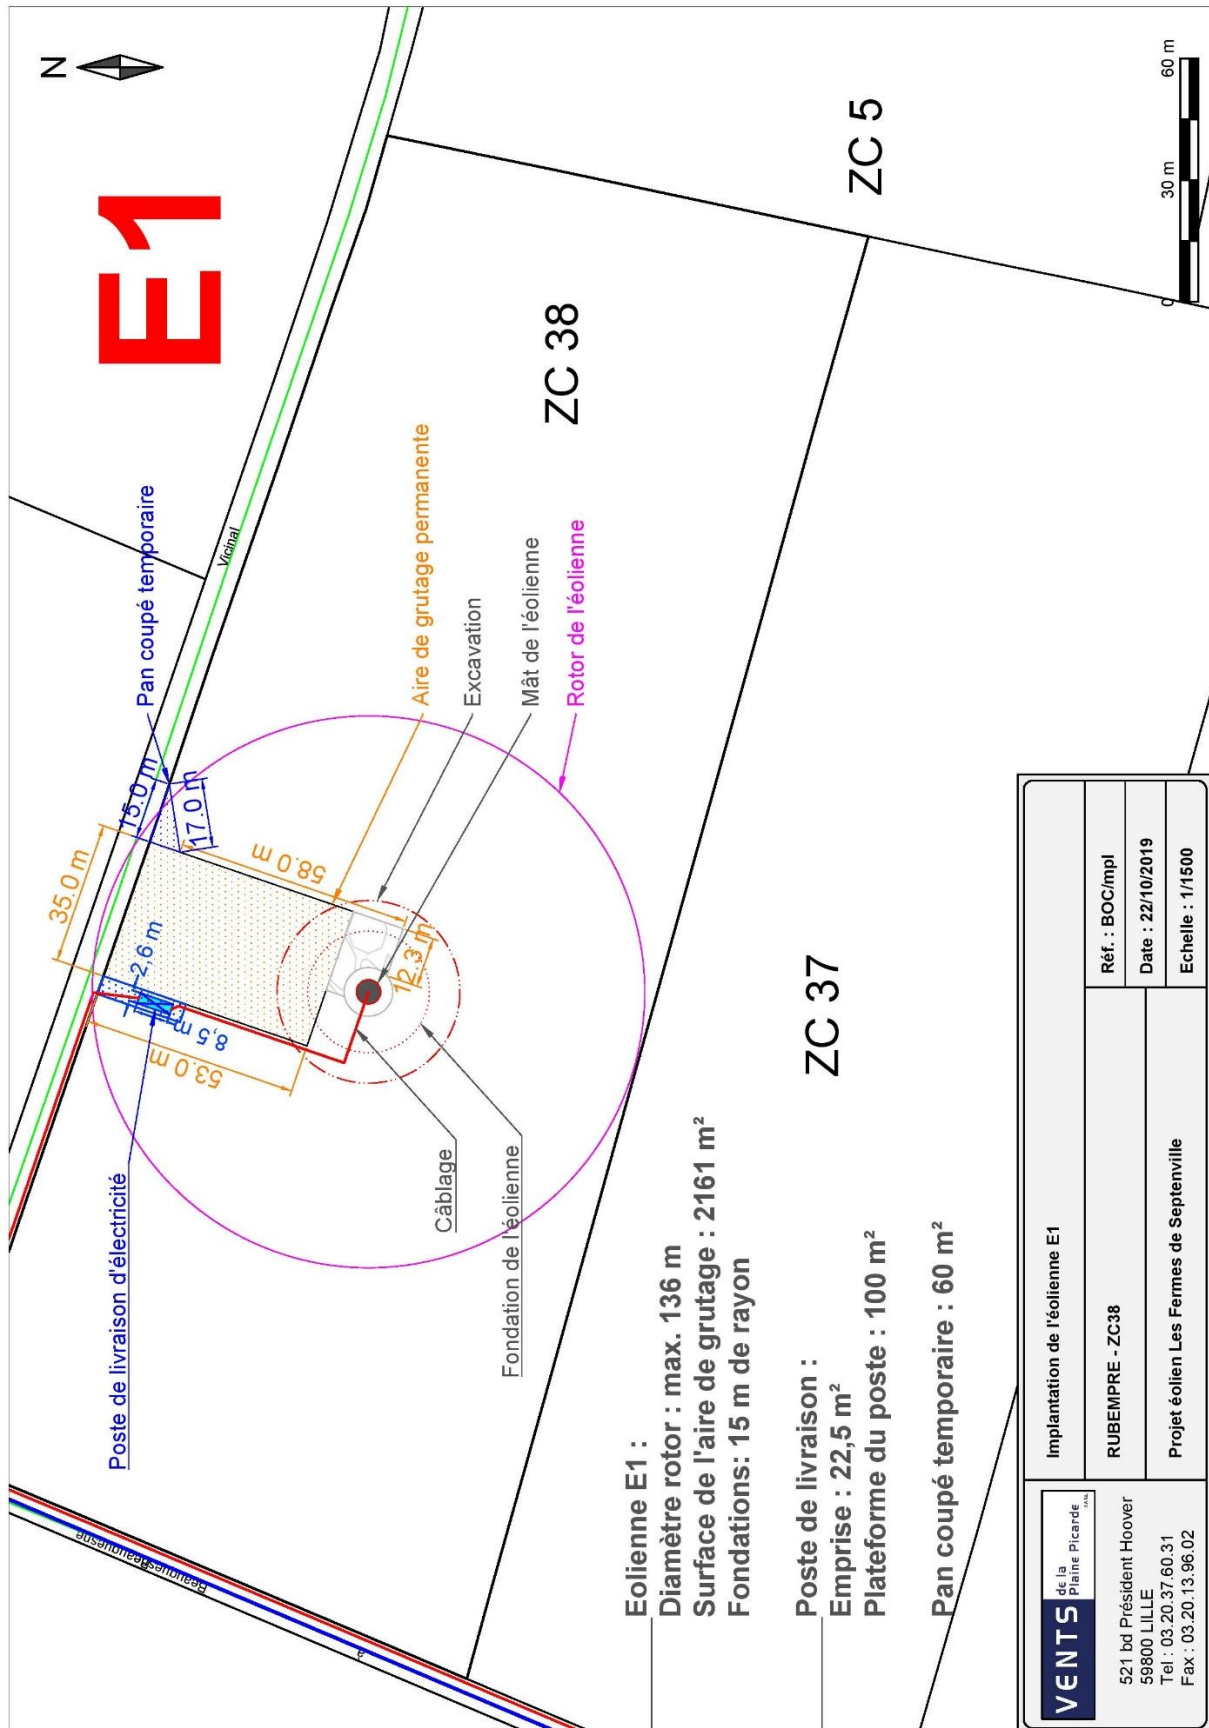 N
E1
Vicinal
ZC 5
ZC 38
ZC 37
Pan coupé temporaire
Aire de grutage permanente
Excavation
Mât de l'éolienne
Rotor de l'éolienne
15.0 m
17.0 m
35.0 m
58.0 m
2,6 m
8,5 m
53.0 m
12.3 m
Poste de livraison d'électricité
Câblage
Fondation de l'éolienne
Beauquesne
Eolienne E1 :
Diamètre rotor : max. 136 m
Surface de l'aire de grutage : 2161 m²
Fondations: 15 m de rayon
Poste de livraison :
Emprise : 22,5 m²
Plateforme du poste : 100 m²
Pan coupé temporaire : 60 m²
0 30 m 60 m
VENTS de la
Plaine Picarde
521 bd Président Hoover
59800 LILLE
Tel : 03.20.37.60.31
Fax : 03.20.13.96.02
Implantation de l'éolienne E1
RUBEMPRE - ZC38
Projet éolien Les Fermes de Septenville
Réf. : BOC/mpl
Date : 22/10/2019
Echelle : 1/1500